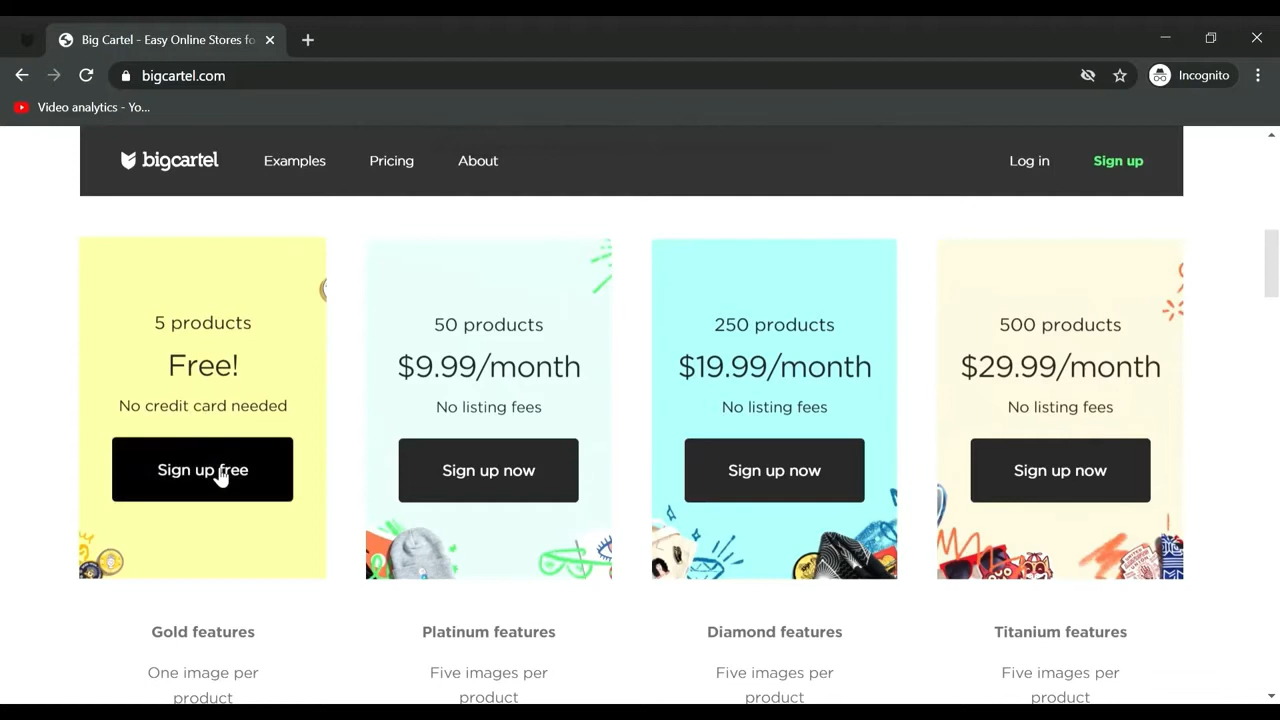 Big Cartel - Easy Online Stores fo
bigcartel.com
Incognito
Video analytics - Yo...
bigcartel
Examples
Pricing
About
Log in
Sign up
5 products
Free!
No credit card needed
Sign up free
50 products
$9.99/month
No listing fees
Sign up now
250 products
$19.99/month
No listing fees
Sign up now
500 products
$29.99/month
No listing fees
Sign up now
Gold features
One image per
product
Platinum features
Five images per
product
Diamond features
Five images per
product
Titanium features
Five images per
product